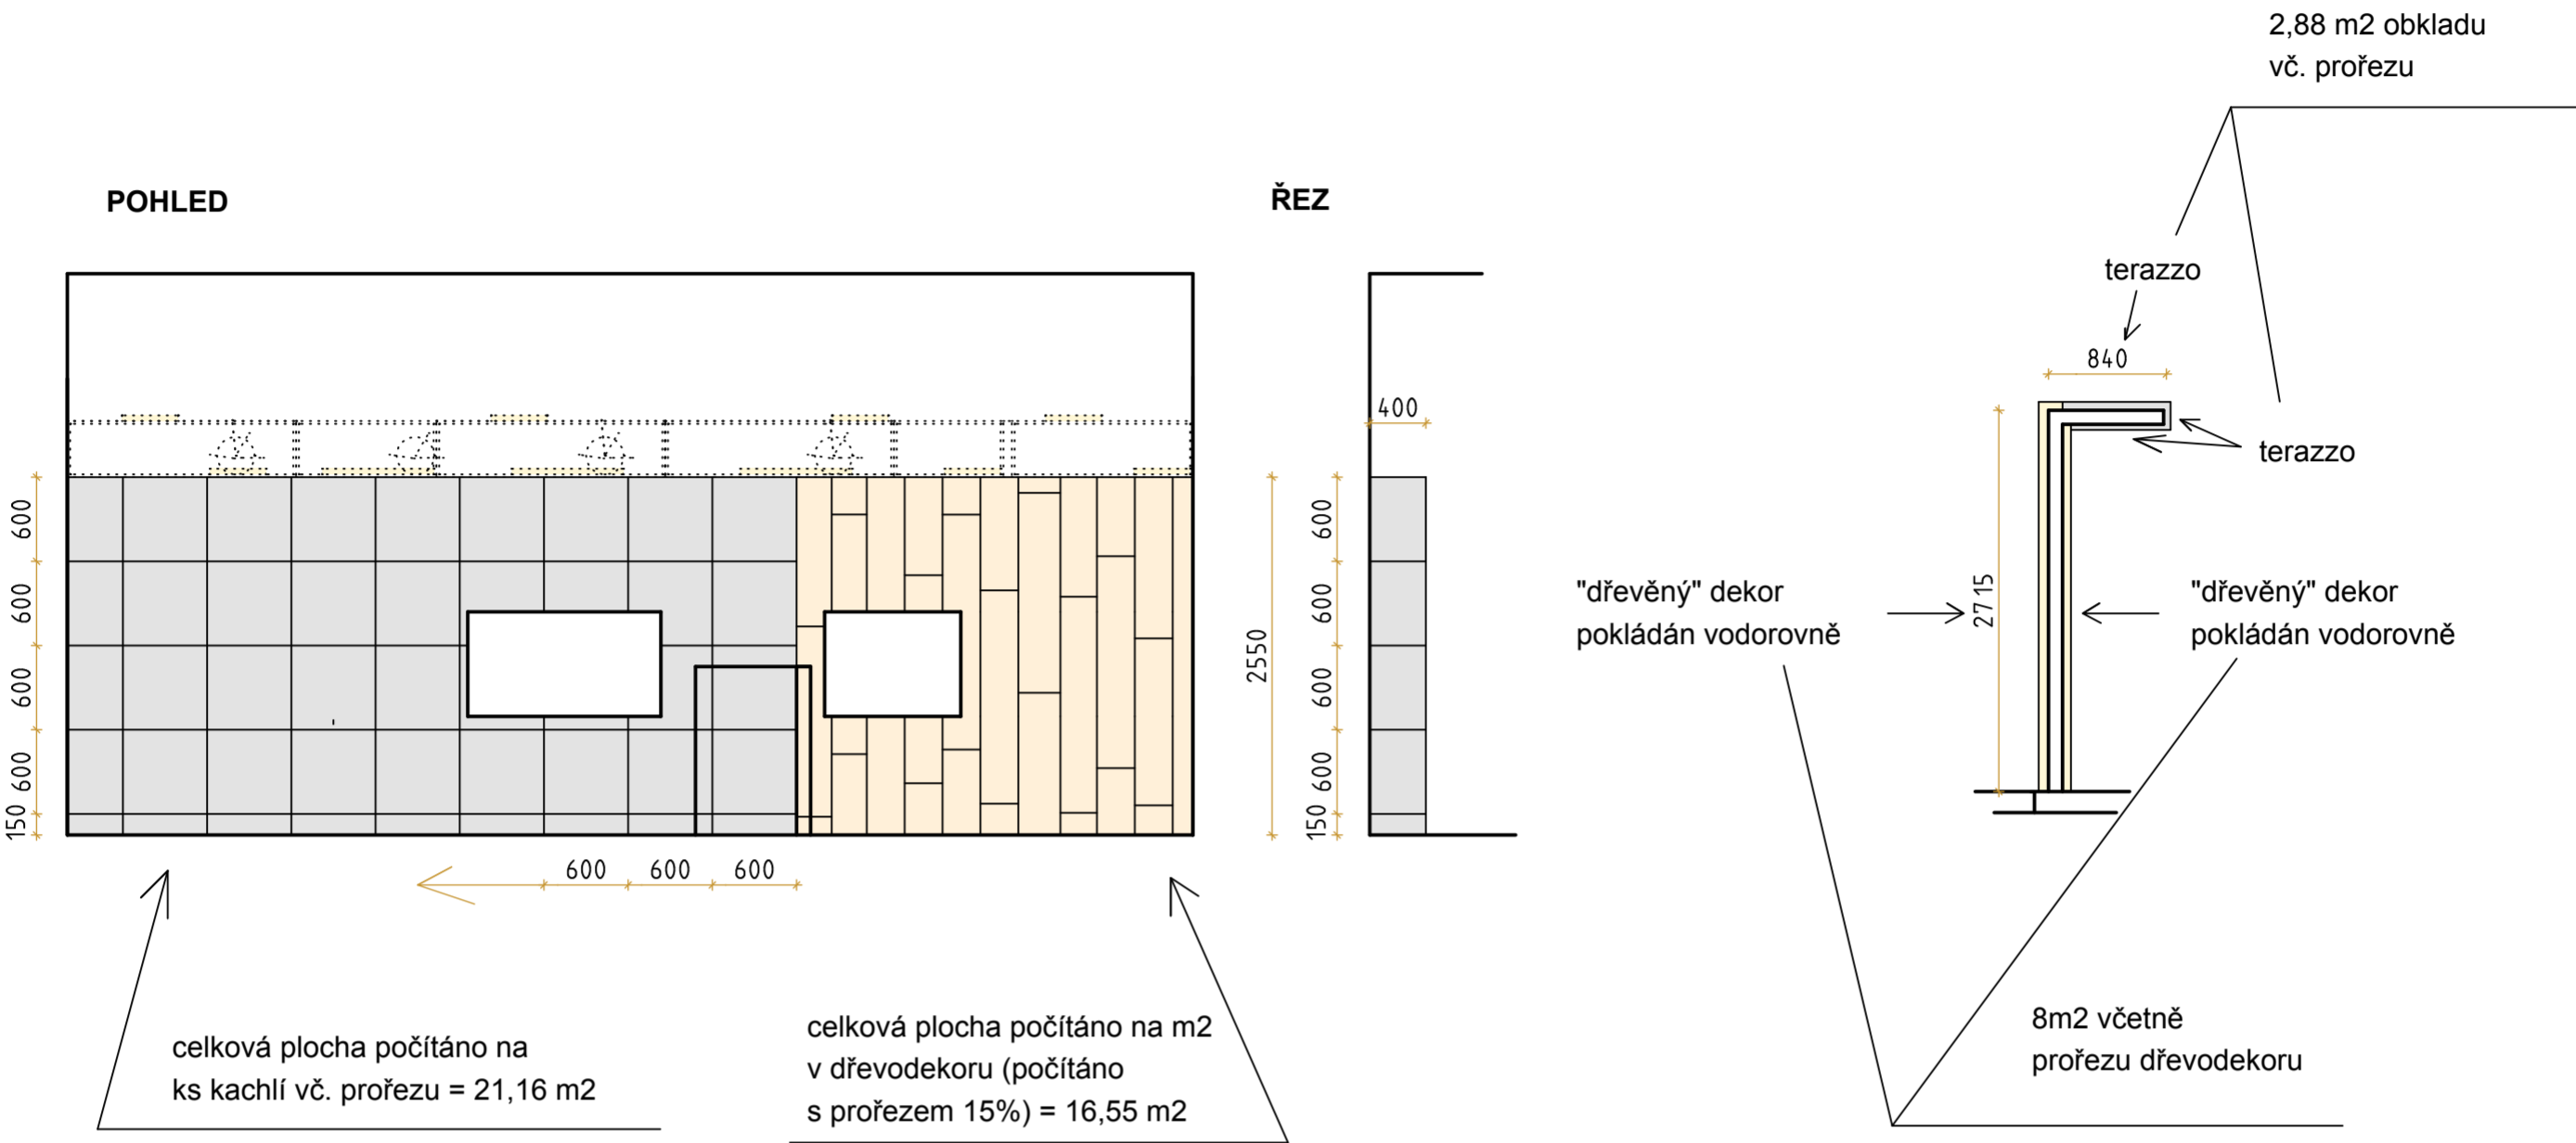 2,88 m2 obkladu
vč. prořezu
POHLED
ŘEZ
terazzo
840
400
terazzo
600
600
600
600
150
2550
600
600
600
600
150
2715
"dřevěný" dekor
pokládán vodorovně
"dřevěný" dekor
pokládán vodorovně
600 600 600
celková plocha počítáno na
ks kachlí vč. prořezu = 21,16 m2
celková plocha počítáno na m2
v dřevodekoru (počítáno
s prořezem 15%) = 16,55 m2
8m2 včetně
prořezu dřevodekoru